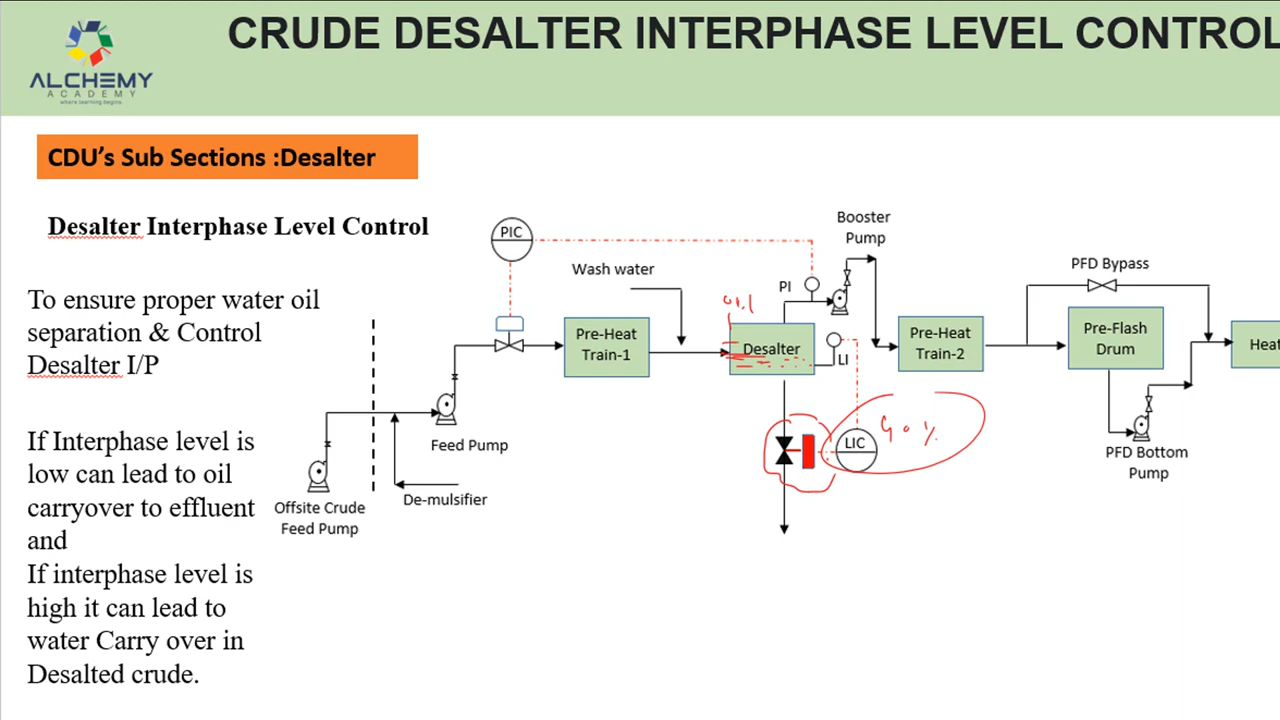 CRUDE DESALTER INTERPHASE LEVEL CONTROL
ALCHEMY
ACADEMY
where learning begins
CDU's Sub Sections :Desalter
Desalter Interphase Level Control
To ensure proper water oil
separation & Control
Desalter I/P
If Interphase level is
low can lead to oil
carryover to effluent
and
If interphase level is
high it can lead to
water Carry over in
Desalted crude.
PIC
Wash water
Pre-Heat
Train-1
Feed Pump
Offsite Crude
Feed Pump
De-mulsifier
oil
Desalter
PI
LI
LIC
Booster
Pump
Pre-Heat
Train-2
PFD Bypass
Pre-Flash
Drum
PFD Bottom
Pump
Heat